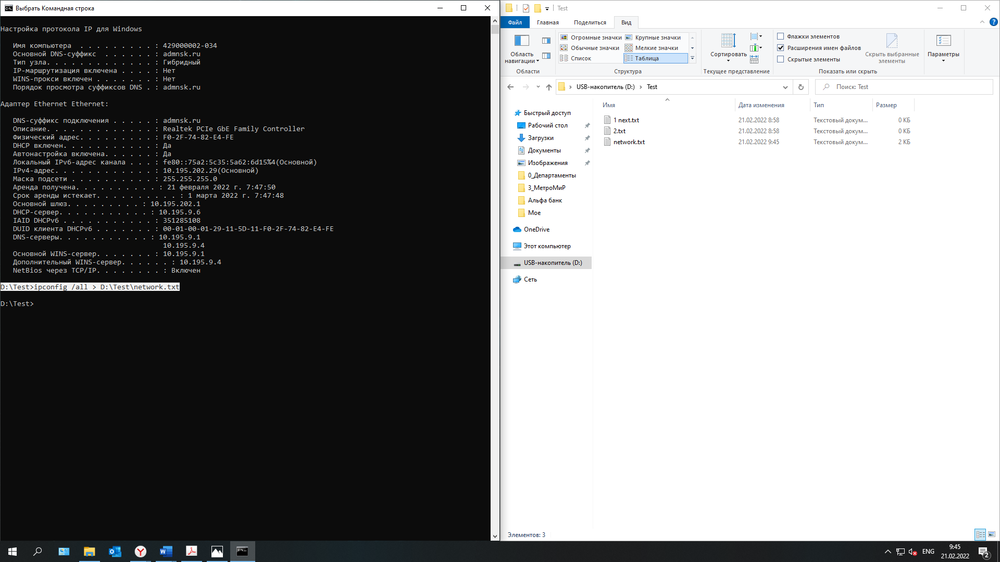 Выбрать Командная строка
Настройка протокола IP для Windows
Имя компьютера  . . . . . . . . . : 429000002-034
Основной DNS-суффикс  . . . . . . : admnsk.ru
Тип узла. . . . . . . . . . . . . : Гибридный
IP-маршрутизация включена . . . . : Нет
WINS-прокси включен . . . . . . . : Нет
Порядок просмотра суффиксов DNS . : admnsk.ru
Адаптер Ethernet Ethernet:
DNS-суффикс подключения . . . . . : admnsk.ru
Описание. . . . . . . . . . . . . : Realtek PCIe GbE Family Controller
Физический адрес. . . . . . . . . : F0-2F-74-82-E4-FE
DHCP включен. . . . . . . . . . . : Да
Автонастройка включена. . . . . . : Да
Локальный IPv6-адрес канала . . . : fe80::75a2:5c35:5a62:6d15%4(Основной)
IPv4-адрес. . . . . . . . . . . . : 10.195.202.29(Основной)
Маска подсети . . . . . . . . . . : 255.255.255.0
Аренда получена. . . . . . . . . . : 21 февраля 2022 г. 7:47:50
Срок аренды истекает. . . . . . . . . . : 1 марта 2022 г. 7:47:48
Основной шлюз. . . . . . . . . : 10.195.202.1
DHCP-сервер. . . . . . . . . . . : 10.195.9.6
IAID DHCPv6 . . . . . . . . . . . : 351285108
DUID клиента DHCPv6 . . . . . . . : 00-01-00-01-29-11-5D-11-F0-2F-74-82-E4-FE
DNS-серверы. . . . . . . . . . . : 10.195.9.1
10.195.9.4
Основной WINS-сервер. . . . . . . : 10.195.9.1
Дополнительный WINS-сервер. . . . . . : 10.195.9.4
NetBios через TCP/IP. . . . . . . . : Включен
D:\Test>ipconfig /all > D:\Test\network.txt
D:\Test>
Test
Файл Главная Поделиться Вид
Область навигации
Огромные значки Крупные значки
Обычные значки Мелкие значки
Список Таблица
Сортировать
Флажки элементов
Расширения имен файлов
Скрытые элементы
Скрыть выбранные элементы
Параметры
Области Структура Текущее представление Показать или скрыть
USB-накопитель (D:) Test
Поиск: Test
Имя Дата изменения Тип Размер
1 next.txt 21.02.2022 8:58 Текстовый докум... 0 КБ
2.txt 21.02.2022 8:58 Текстовый докум... 0 КБ
network.txt 21.02.2022 9:45 Текстовый докум... 2 КБ
Быстрый доступ
Рабочий стол
Загрузки
Документы
Изображения
0_Департаменты
3_МетроМиР
Альфа банк
Мое
OneDrive
Этот компьютер
USB-накопитель (D:)
Сеть
Элементов: 3
ENG
9:45
21.02.2022
2